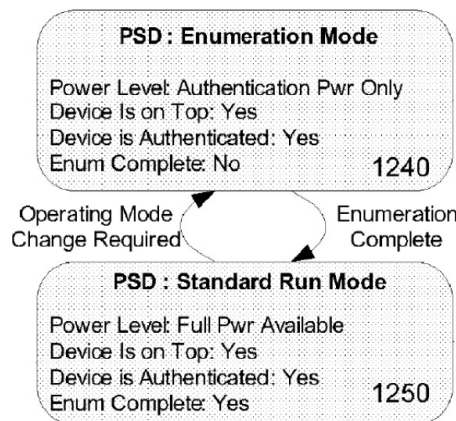 PSD : Enumeration Mode
Power Level: Authentication Pwr Only
Device Is on Top: Yes
Device is Authenticated: Yes
Enum Complete: No
1240
Operating Mode
Change Required
Enumeration
Complete
PSD : Standard Run Mode
Power Level: Full Pwr Available
Device Is on Top: Yes
Device is Authenticated: Yes
Enum Complete: Yes
1250